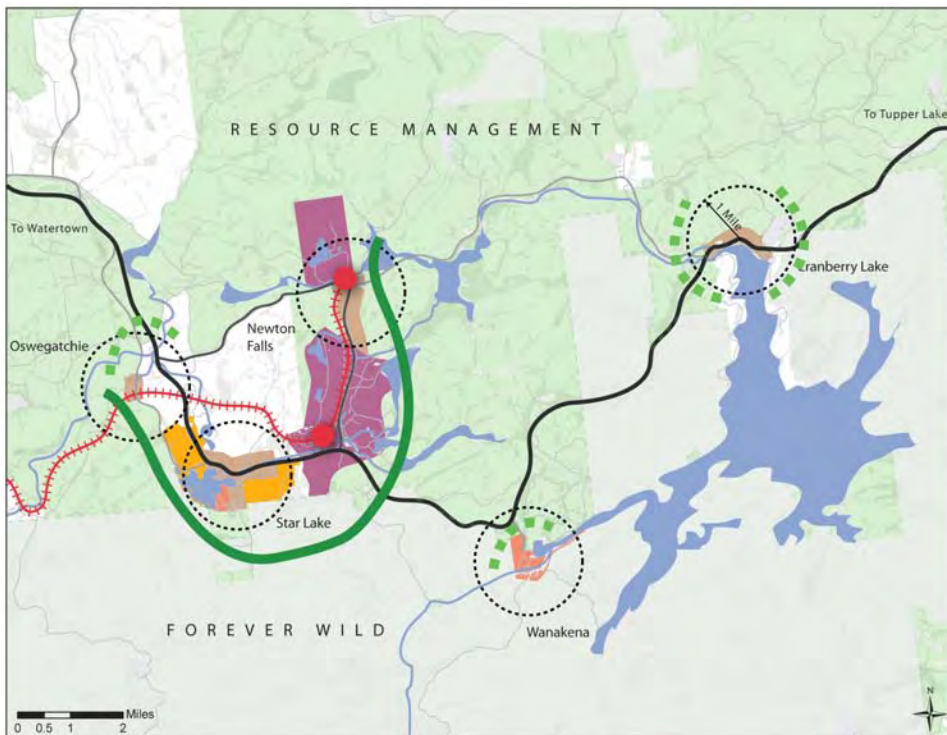 RESOURCE MANAGEMENT
To Tupper Lake
1 Mile
To Watertown
Cranberry Lake
Newton
Falls
Oswegatchie
Star Lake
Wanakena
FOREVER WILD
Miles
0 0.5 1 2
N